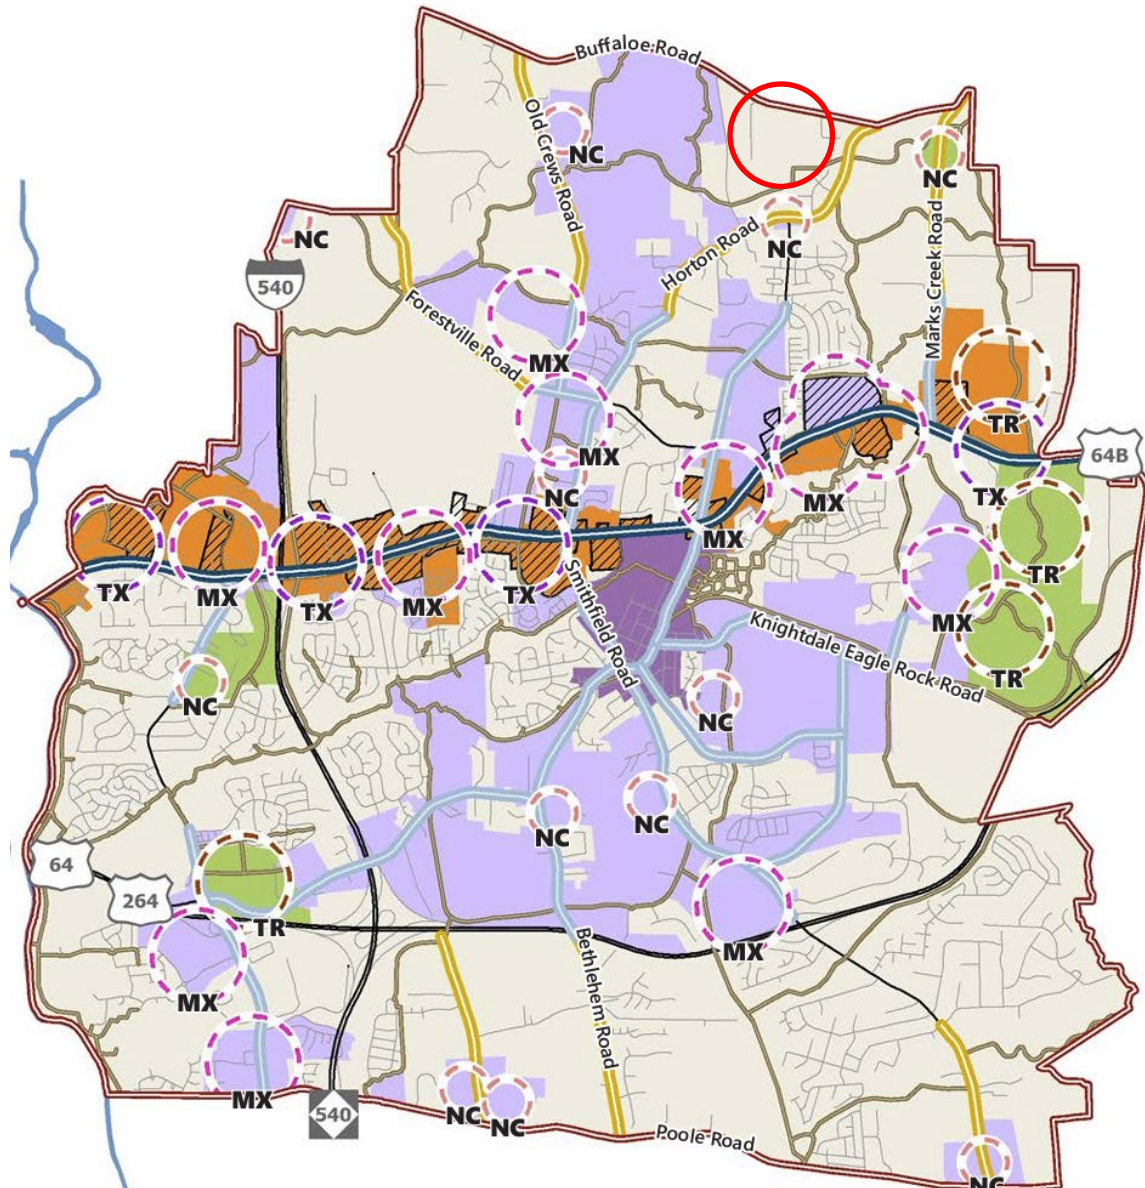 Buffaloe Road
Old Crews Road
NC
NC
NC
NC
Horton Road
Marks Creek Road
540
Forestville Road
MX
MX
NC
TR
64B
TX
MX
MX
TX
MX
TX
MX
TX
Smithfield Road
TR
MX
Knightdale Eagle Rock Road
TR
NC
NC
NC
NC
64
264
TR
MX
MX
Bethlehem Road
MX
540
NC
NC
Poole Road
NC